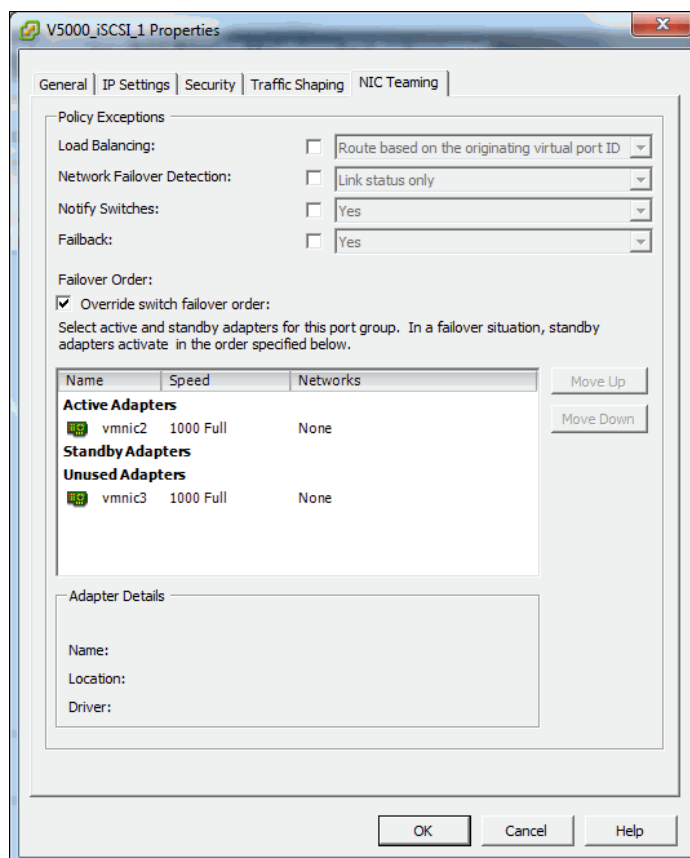 V5000_iSCSI_1 Properties
General IP Settings Security Traffic Shaping NIC Teaming
Policy Exceptions
Load Balancing: Route based on the originating virtual port ID
Network Failover Detection: Link status only
Notify Switches: Yes
Failback: Yes
Failover Order:
Override switch failover order:
Select active and standby adapters for this port group. In a failover situation, standby
adapters activate in the order specified below.
Name Speed Networks Move Up
Active Adapters
vmnic2 1000 Full None Move Down
Standby Adapters
Unused Adapters
vmnic3 1000 Full None
Adapter Details
Name:
Location:
Driver:
OK Cancel Help